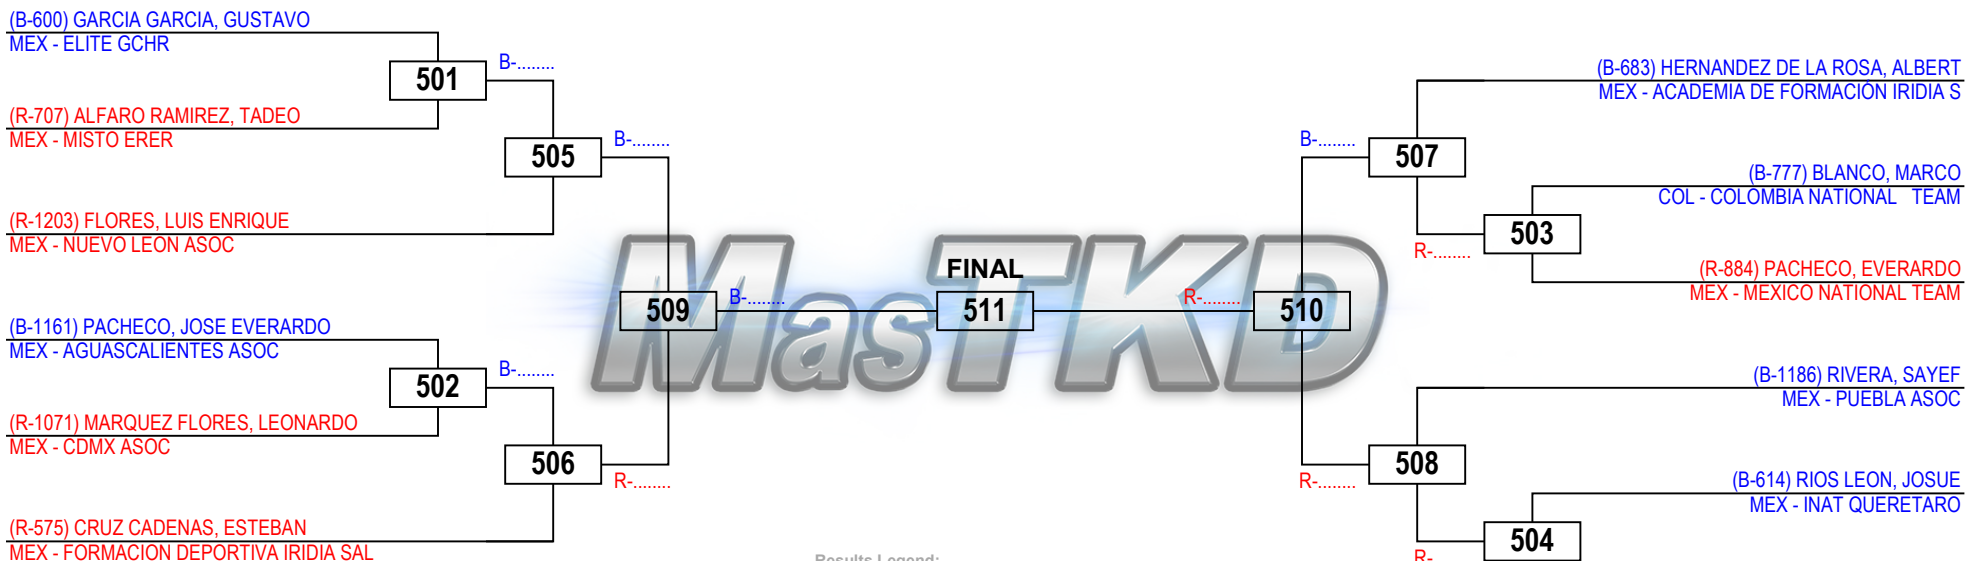 (B-600) GARCIA GARCIA, GUSTAVO
MEX - ELITE GCHR
501
B-........
(R-707) ALFARO RAMIREZ, TADEO
MEX - MISTO ERER
505
B-........
(R-1203) FLORES, LUIS ENRIQUE
MEX - NUEVO LEON ASOC
509
B-........
(B-1161) PACHECO, JOSE EVERARDO
MEX - AGUASCALIENTES ASOC
502
B-........
(R-1071) MARQUEZ FLORES, LEONARDO
MEX - CDMX ASOC
506
R-........
(R-575) CRUZ CADENAS, ESTEBAN
MEX - FORMACION DEPORTIVA IRIDIA SAL
MasTKD
FINAL
511
Results Legend:
(B-683) HERNANDEZ DE LA ROSA, ALBERT
MEX - ACADEMIA DE FORMACIÓN IRIDIA S
B-........
507
(B-777) BLANCO, MARCO
COL - COLOMBIA NATIONAL TEAM
R-........
503
(R-884) PACHECO, EVERARDO
MEX - MEXICO NATIONAL TEAM
R-........
510
(B-1186) RIVERA, SAYEF
MEX - PUEBLA ASOC
R-........
508
(B-614) RIOS LEON, JOSUE
MEX - INAT QUERETARO
R-
504